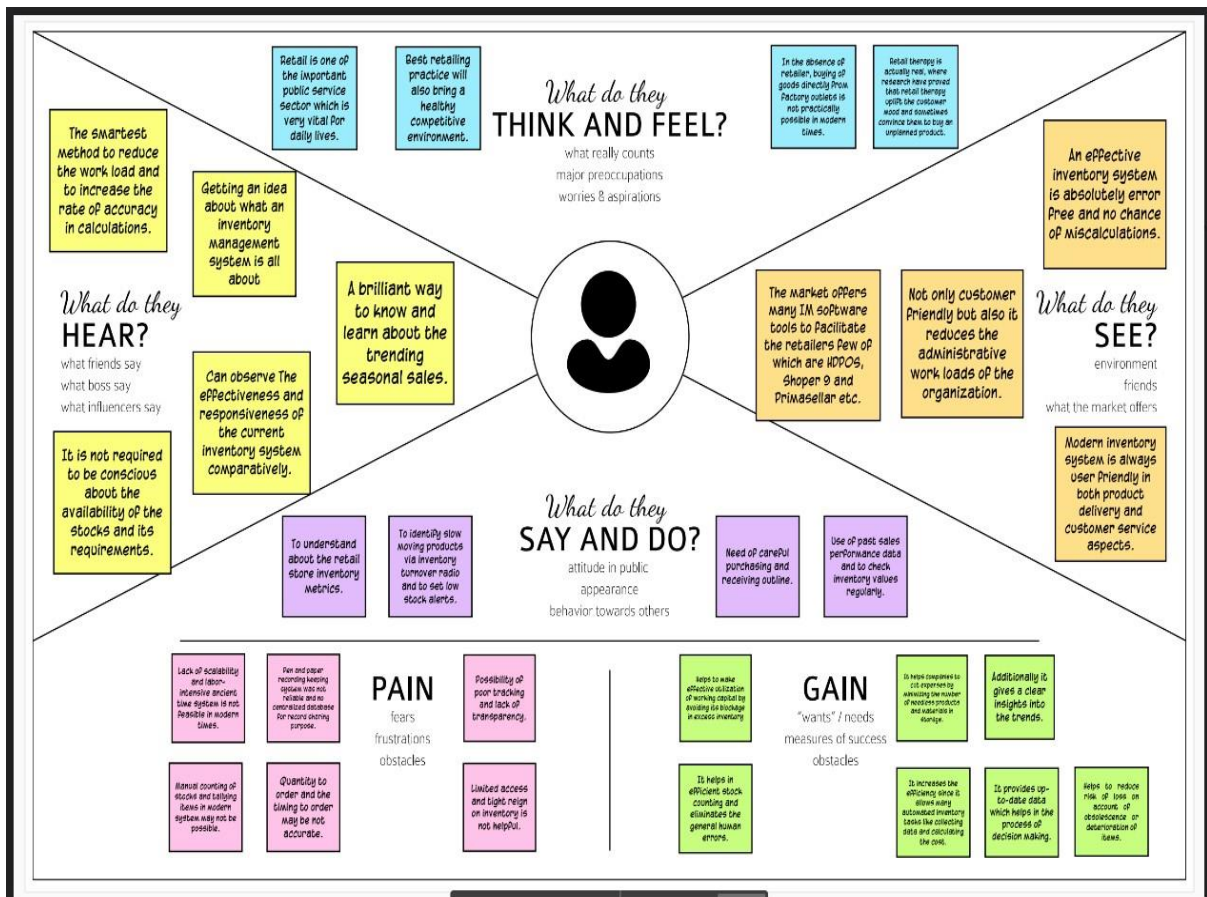 Retail is one of
the important
public service
sector which is
very vital for
daily lives.
Best retailing
practice will
also bring a
healthy
competitive
environment.
What do they
THINK AND FEEL?
what really counts
major preoccupations
worries & aspirations
In the absence of
retailer, buying of
goods directly from
factory outlets is
not practically
possible in modern
times.
Retail therapy is
actually real, where
research have proved
that retail therapy
uplift the customer
mood and sometimes
convince them to buy an
unplanned product.
The smartest
method to reduce
the work load and
to increase the
rate of accuracy
in calculations.
Getting an idea
about what an
inventory
management
system is all
about
A brilliant way
to know and
learn about the
trending
seasonal sales.
What do they
HEAR?
what friends say
what boss say
what influencers say
Can observe The
effectiveness and
responsiveness of
the current
inventory system
comparatively.
It is not required
to be conscious
about the
availability of the
stocks and its
requirements.
An effective
inventory system
is absolutely error
free and no chance
of miscalculations.
The market offers
many IM software
tools to facilitate
the retailers few of
which are HDPOS,
Shoper 9 and
Primasellar etc.
Not only customer
friendly but also it
reduces the
administrative
work loads of the
organization.
What do they
SEE?
environment
friends
what the market offers
Modern inventory
system is always
user friendly in
both product
delivery and
customer service
aspects.
What do they
SAY AND DO?
attitude in public
appearance
behavior towards others
To understand
about the retail
store inventory
metrics.
To identify slow
moving products
via inventory
turnover radio
and to set low
stock alerts.
Need of careful
purchasing and
receiving outline.
Use of past sales
performance data
and to check
inventory values
regularly.
PAIN
fears
frustrations
obstacles
Lack of scalability
and labor-
intensive ancient
time system is not
feasible in modern
times.
Pen and paper
recording keeping
system was not
reliable and no
centralized database
for record sharing
purpose.
Possibility of
poor tracking
and lack of
transparency.
Manual counting of
stocks and tallying
items in modern
system may not be
possible.
Quantity to
order and the
timing to order
may be not
accurate.
Limited access
and tight reign
on inventory is
not helpful.
GAIN
"wants" / needs
measures of success
obstacles
Helps to make
effective utilization
of working capital by
avoiding its blockage
in excess inventory
It helps companies to
cut expenses by
minimizing the number
of needless products
and materials in
storage.
Additionally it
gives a clear
insights into
the trends.
It helps in
efficient stock
counting and
eliminates the
general human
errors.
It increases the
efficiency since it
allows many
automated inventory
tasks like collecting
data and calculating
the cost.
It provides up-
to-date data
which helps in the
process of
decision making.
Helps to reduce
risk of loss on
account of
obsolescence or
deterioration of
items.